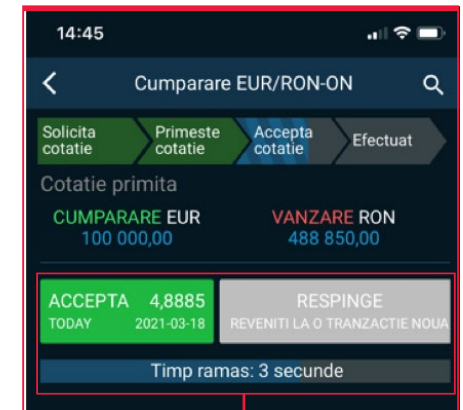 14:45
Cumparare EUR/RON-ON
Solicita cotatie
Primeste cotatie
Accepta cotatie
Efectuat
Cotatie primita
CUMPARARE EUR
100 000,00
VANZARE RON
488 850,00
ACCEPTA 4,8885
TODAY 2021-03-18
RESPINGE
REVENITI LA O TRANZACTIE NOUA
Timp ramas: 3 secunde